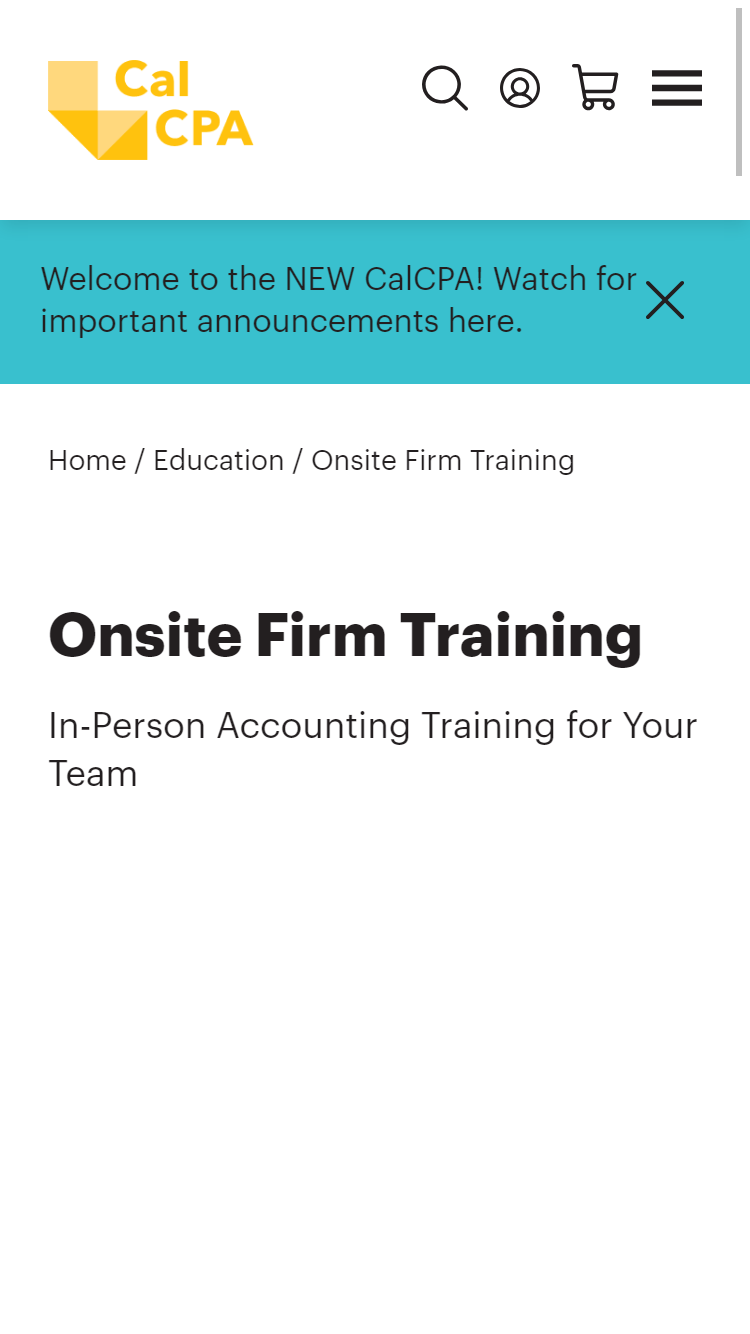 Cal
CPA
Welcome to the NEW CalCPA! Watch for
important announcements here.
Home / Education / Onsite Firm Training
Onsite Firm Training
In-Person Accounting Training for Your
Team